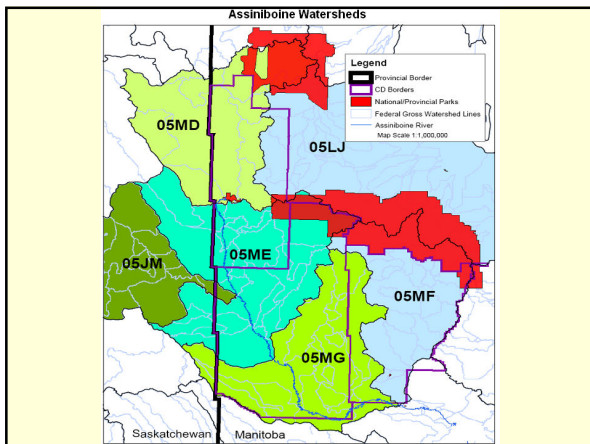 Assiniboine Watersheds
Legend
Provincial Border
CD Borders
National/Provincial Parks
Federal Gross Watershed Lines
Assiniboine River
Map Scale 1:1,000,000
05MD
05LJ
05ME
05JM
05MF
05MG
Saskatchewan
Manitoba